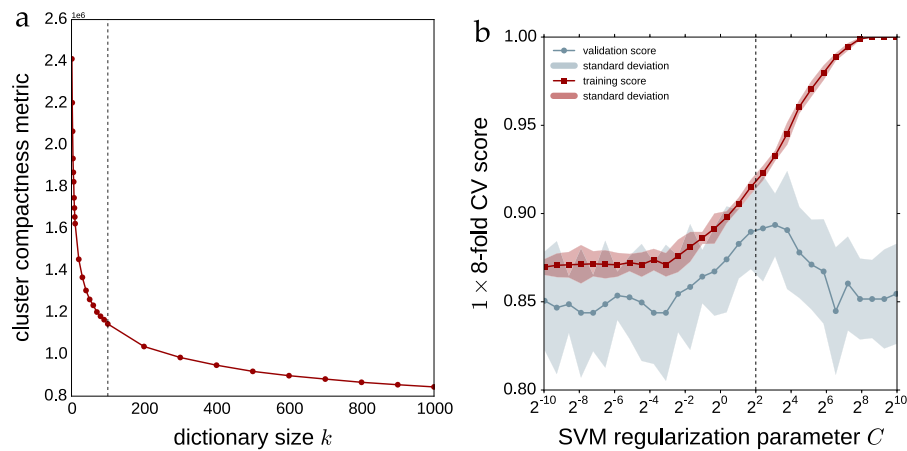 a
1e6
2.6
2.4
2.2
2.0
1.8
1.6
1.4
1.2
1.0
0.8
0 200 400 600 800 1000
cluster compactness metric
dictionary size k
b
1.00
0.95
0.90
0.85
0.80
validation score
standard deviation
training score
standard deviation
2^-10 2^-8 2^-6 2^-4 2^-2 2^0 2^2 2^4 2^6 2^8 2^10
1 × 8-fold CV score
SVM regularization parameter C